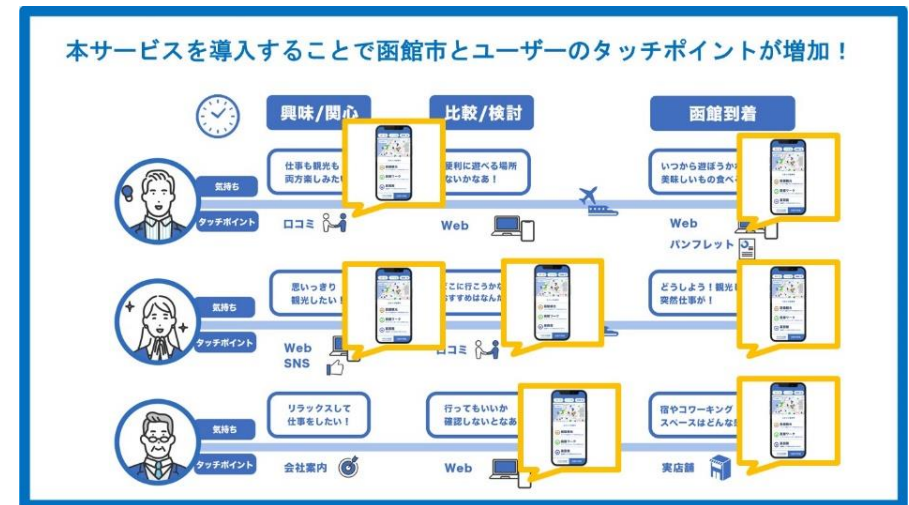 本サービスを導入することで函館市とユーザーのタッチポイントが増加！
興味/関心
比較/検討
函館到着
気持ち
仕事も観光も
両方楽しみた
便利に遊べる場所
ないかなあ！
いつから遊ぼうか
美味しいもの食べ
タッチポイント
口コミ
Web
Web
パンフレット
気持ち
思いっきり
観光したい
こに行こうかな
すすめはなんだ
どうしよう！観光
突然仕事が！
タッチポイント
Web
SNS
口コミ
気持ち
リラックスして
仕事をしたい！
行ってもいいか
確認しないとなあ
宿やコワーキング
スペースはどんな
タッチポイント
会社案内
Web
実店舗